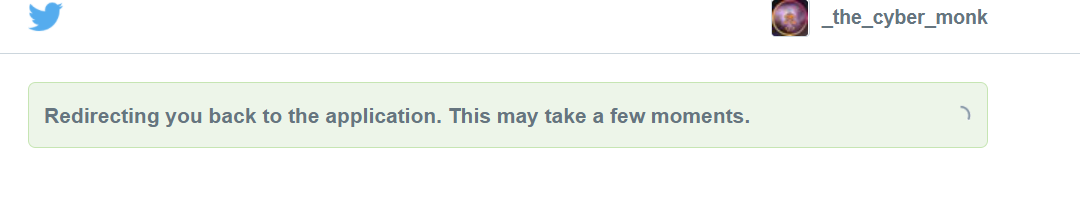 _the_cyber_monk
Redirecting you back to the application. This may take a few moments.